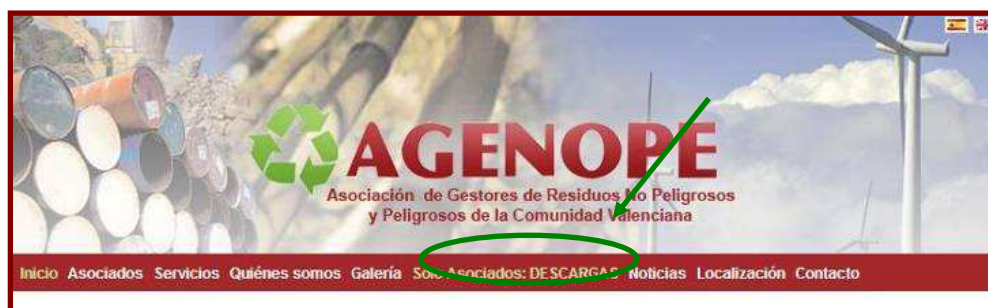 AGENOPE
Asociación de Gestores de Residuos No Peligrosos
y Peligrosos de la Comunidad Valenciana
Inicio Asociados Servicios Quiénes somos Galería Sólo Asociados: DESCARGAS Noticias Localización Contacto